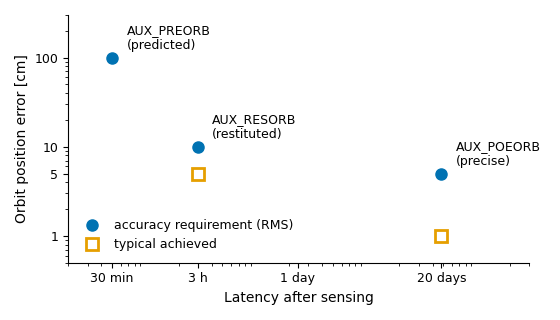 AUX_PREORB
(predicted)
AUX_RESORB
(restituted)
AUX_POEORB
(precise)
Orbit position error [cm]
100
10
5
1
accuracy requirement (RMS)
typical achieved
30 min 3 h 1 day 20 days
Latency after sensing